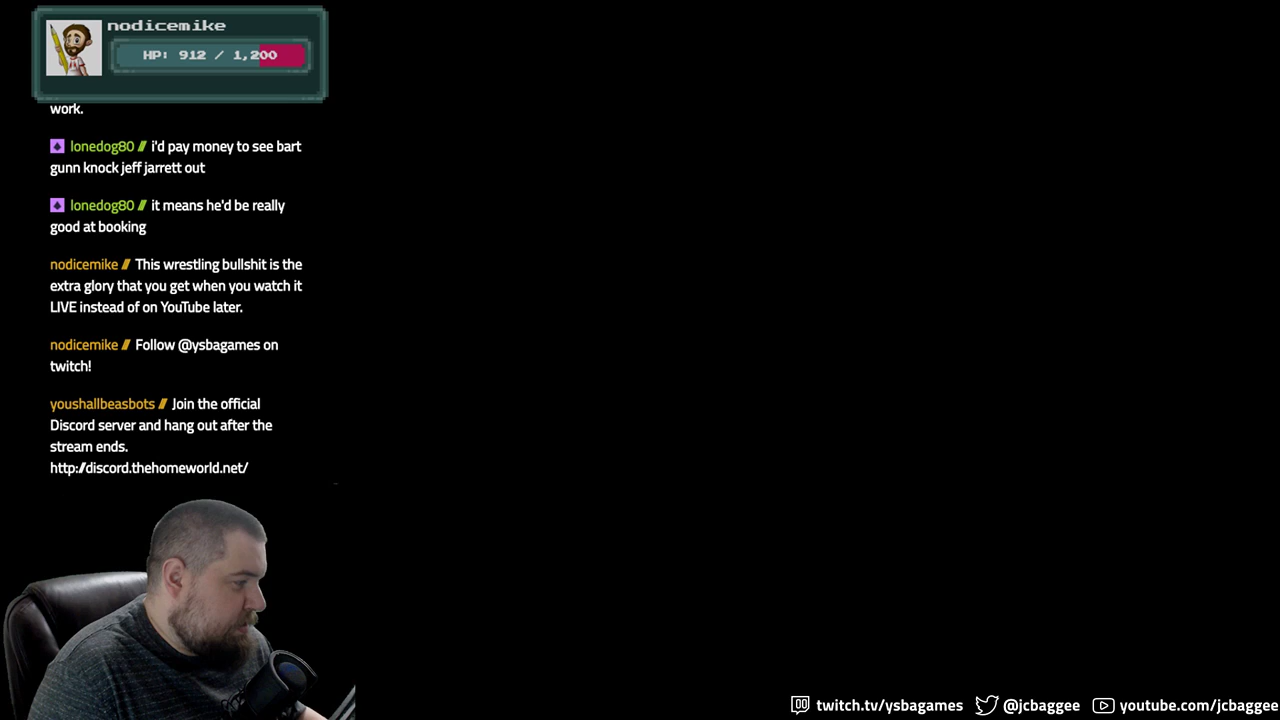 nodicemike
HP: 912 / 1,200
work.
lonedog80 // i'd pay money to see bart
gunn knock jeff jarrett out
lonedog80 // it means he'd be really
good at booking
nodicemike // This wrestling bullshit is the
extra glory that you get when you watch it
LIVE instead of on YouTube later.
nodicemike // Follow @ysbagames on
twitch!
youshallbeasbots // Join the official
Discord server and hang out after the
stream ends.
http://discord.thehomeworld.net/
twitch.tv/ysbagames @jcbaggee youtube.com/jcbaggee